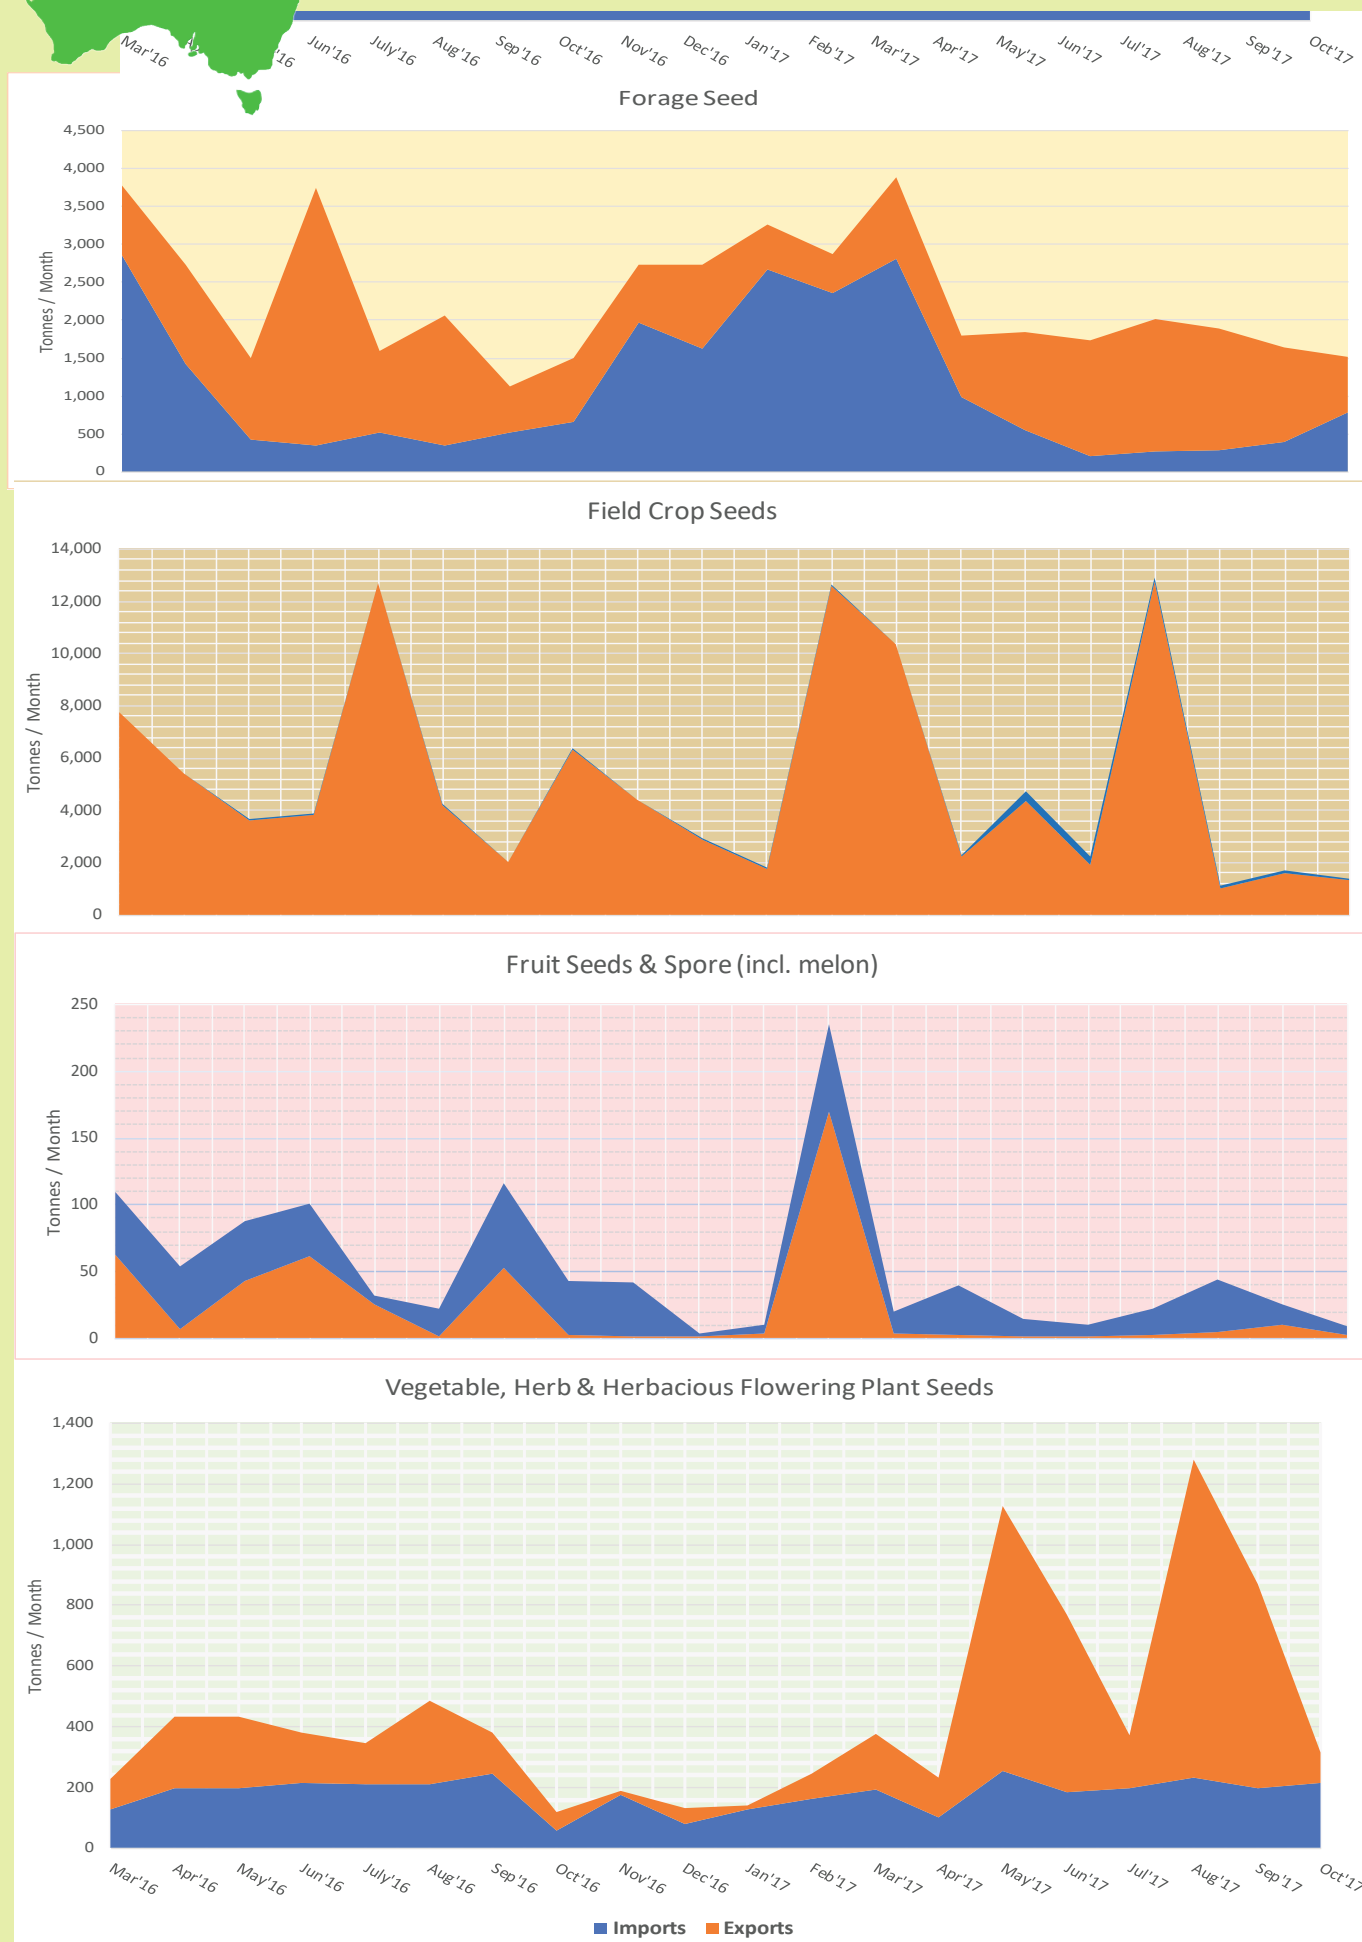 Mar'16 Jun'16 July'16 Aug'16 Sep'16 Oct'16 Nov'16 Dec'16 Jan'17 Feb'17 Mar'17 Apr'17 May'17 Jun'17 Jul'17 Aug'17 Sep'17 Oct'17
Forage Seed
4,500
4,000
3,500
3,000
2,500
2,000
1,500
1,000
500
0
Tonnes / Month
Field Crop Seeds
14,000
12,000
10,000
8,000
6,000
4,000
2,000
0
Tonnes / Month
Fruit Seeds & Spore (incl. melon)
250
200
150
100
50
0
Tonnes / Month
Vegetable, Herb & Herbacious Flowering Plant Seeds
1,400
1,200
1,000
800
600
400
200
0
Tonnes / Month
Mar'16 Apr'16 May'16 Jun'16 July'16 Aug'16 Sep'16 Oct'16 Nov'16 Dec'16 Jan'17 Feb'17 Mar'17 Apr'17 May'17 Jun'17 Jul'17 Aug'17 Sep'17 Oct'17
Imports Exports